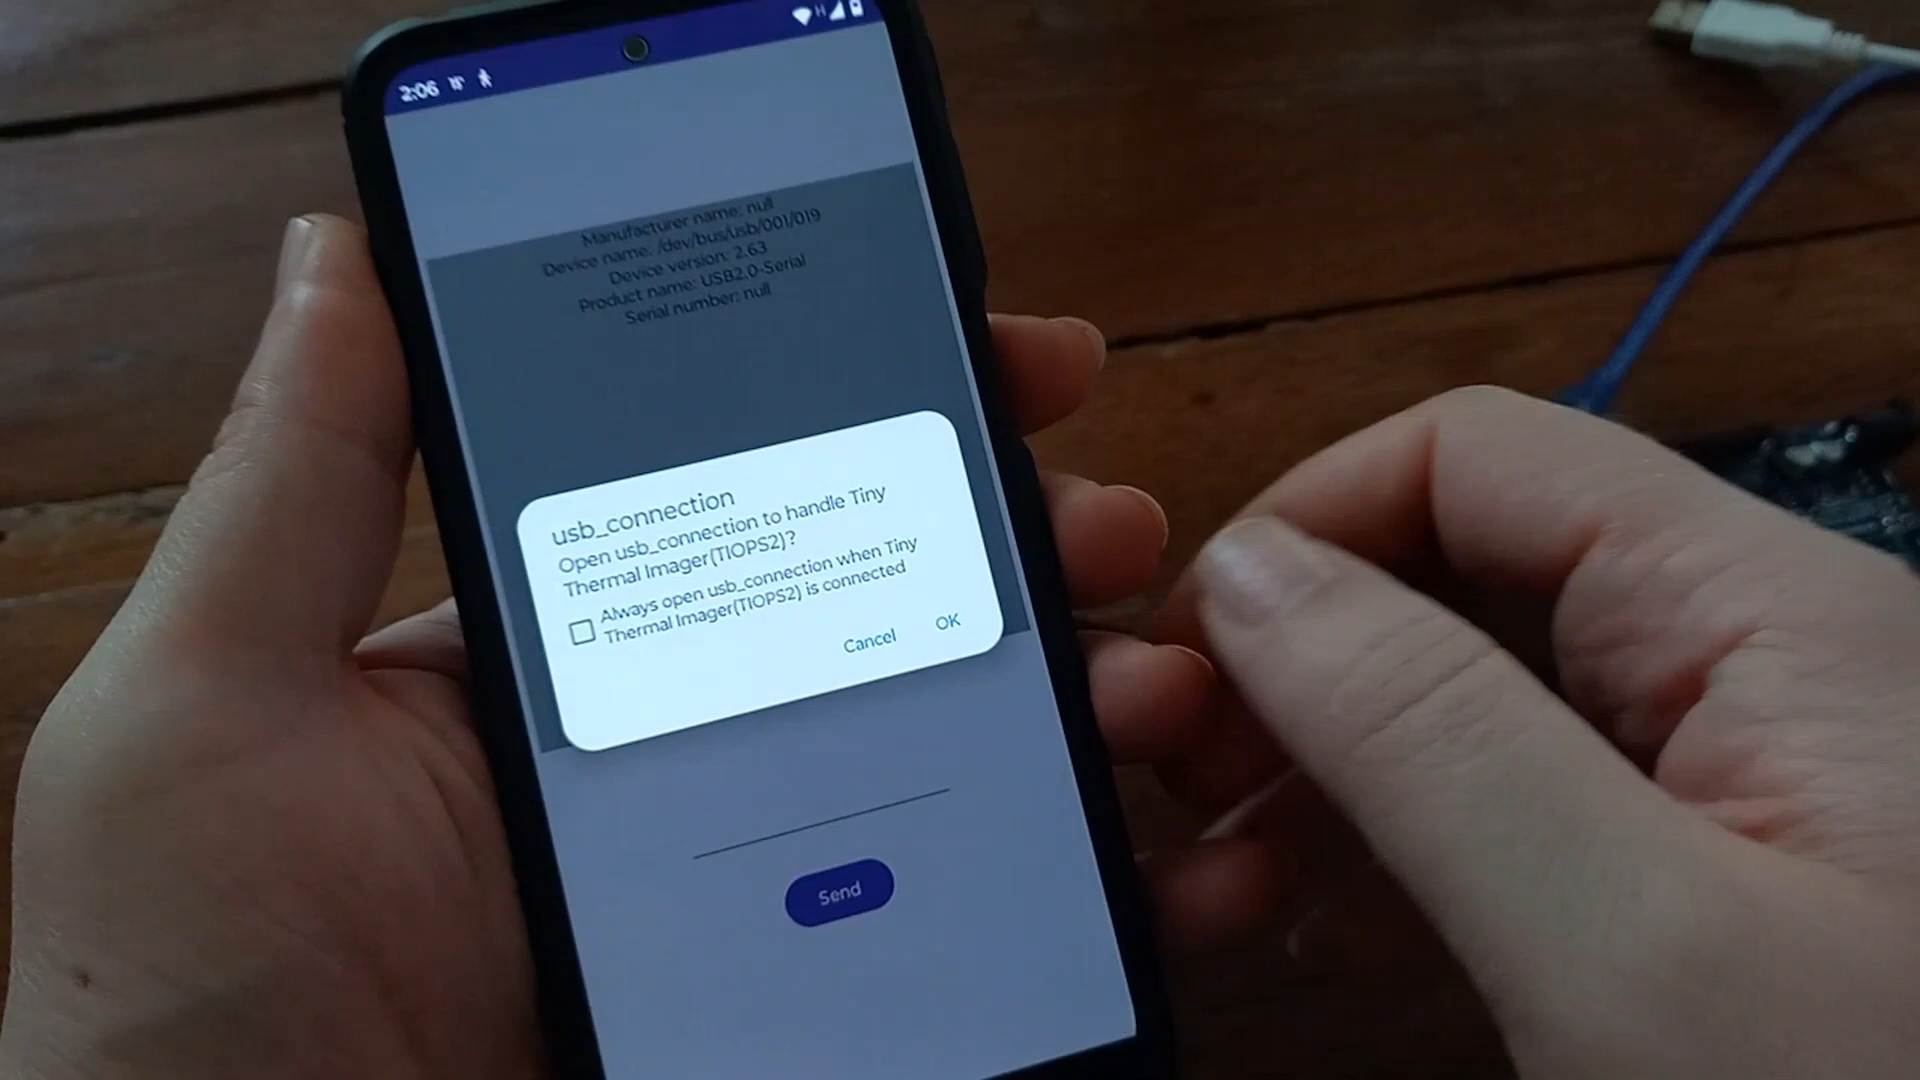 2:06
H
Manufacturer name: null
Device name: /dev/bus/usb/001/019
Device version: 2.63
Product name: USB2.0-Serial
Serial number: null
usb_connection
Open usb_connection to handle Tiny
Thermal Imager(TIOPS2)?
Always open usb_connection when Tiny
Thermal Imager(TIOPS2) is connected
Cancel
OK
Send